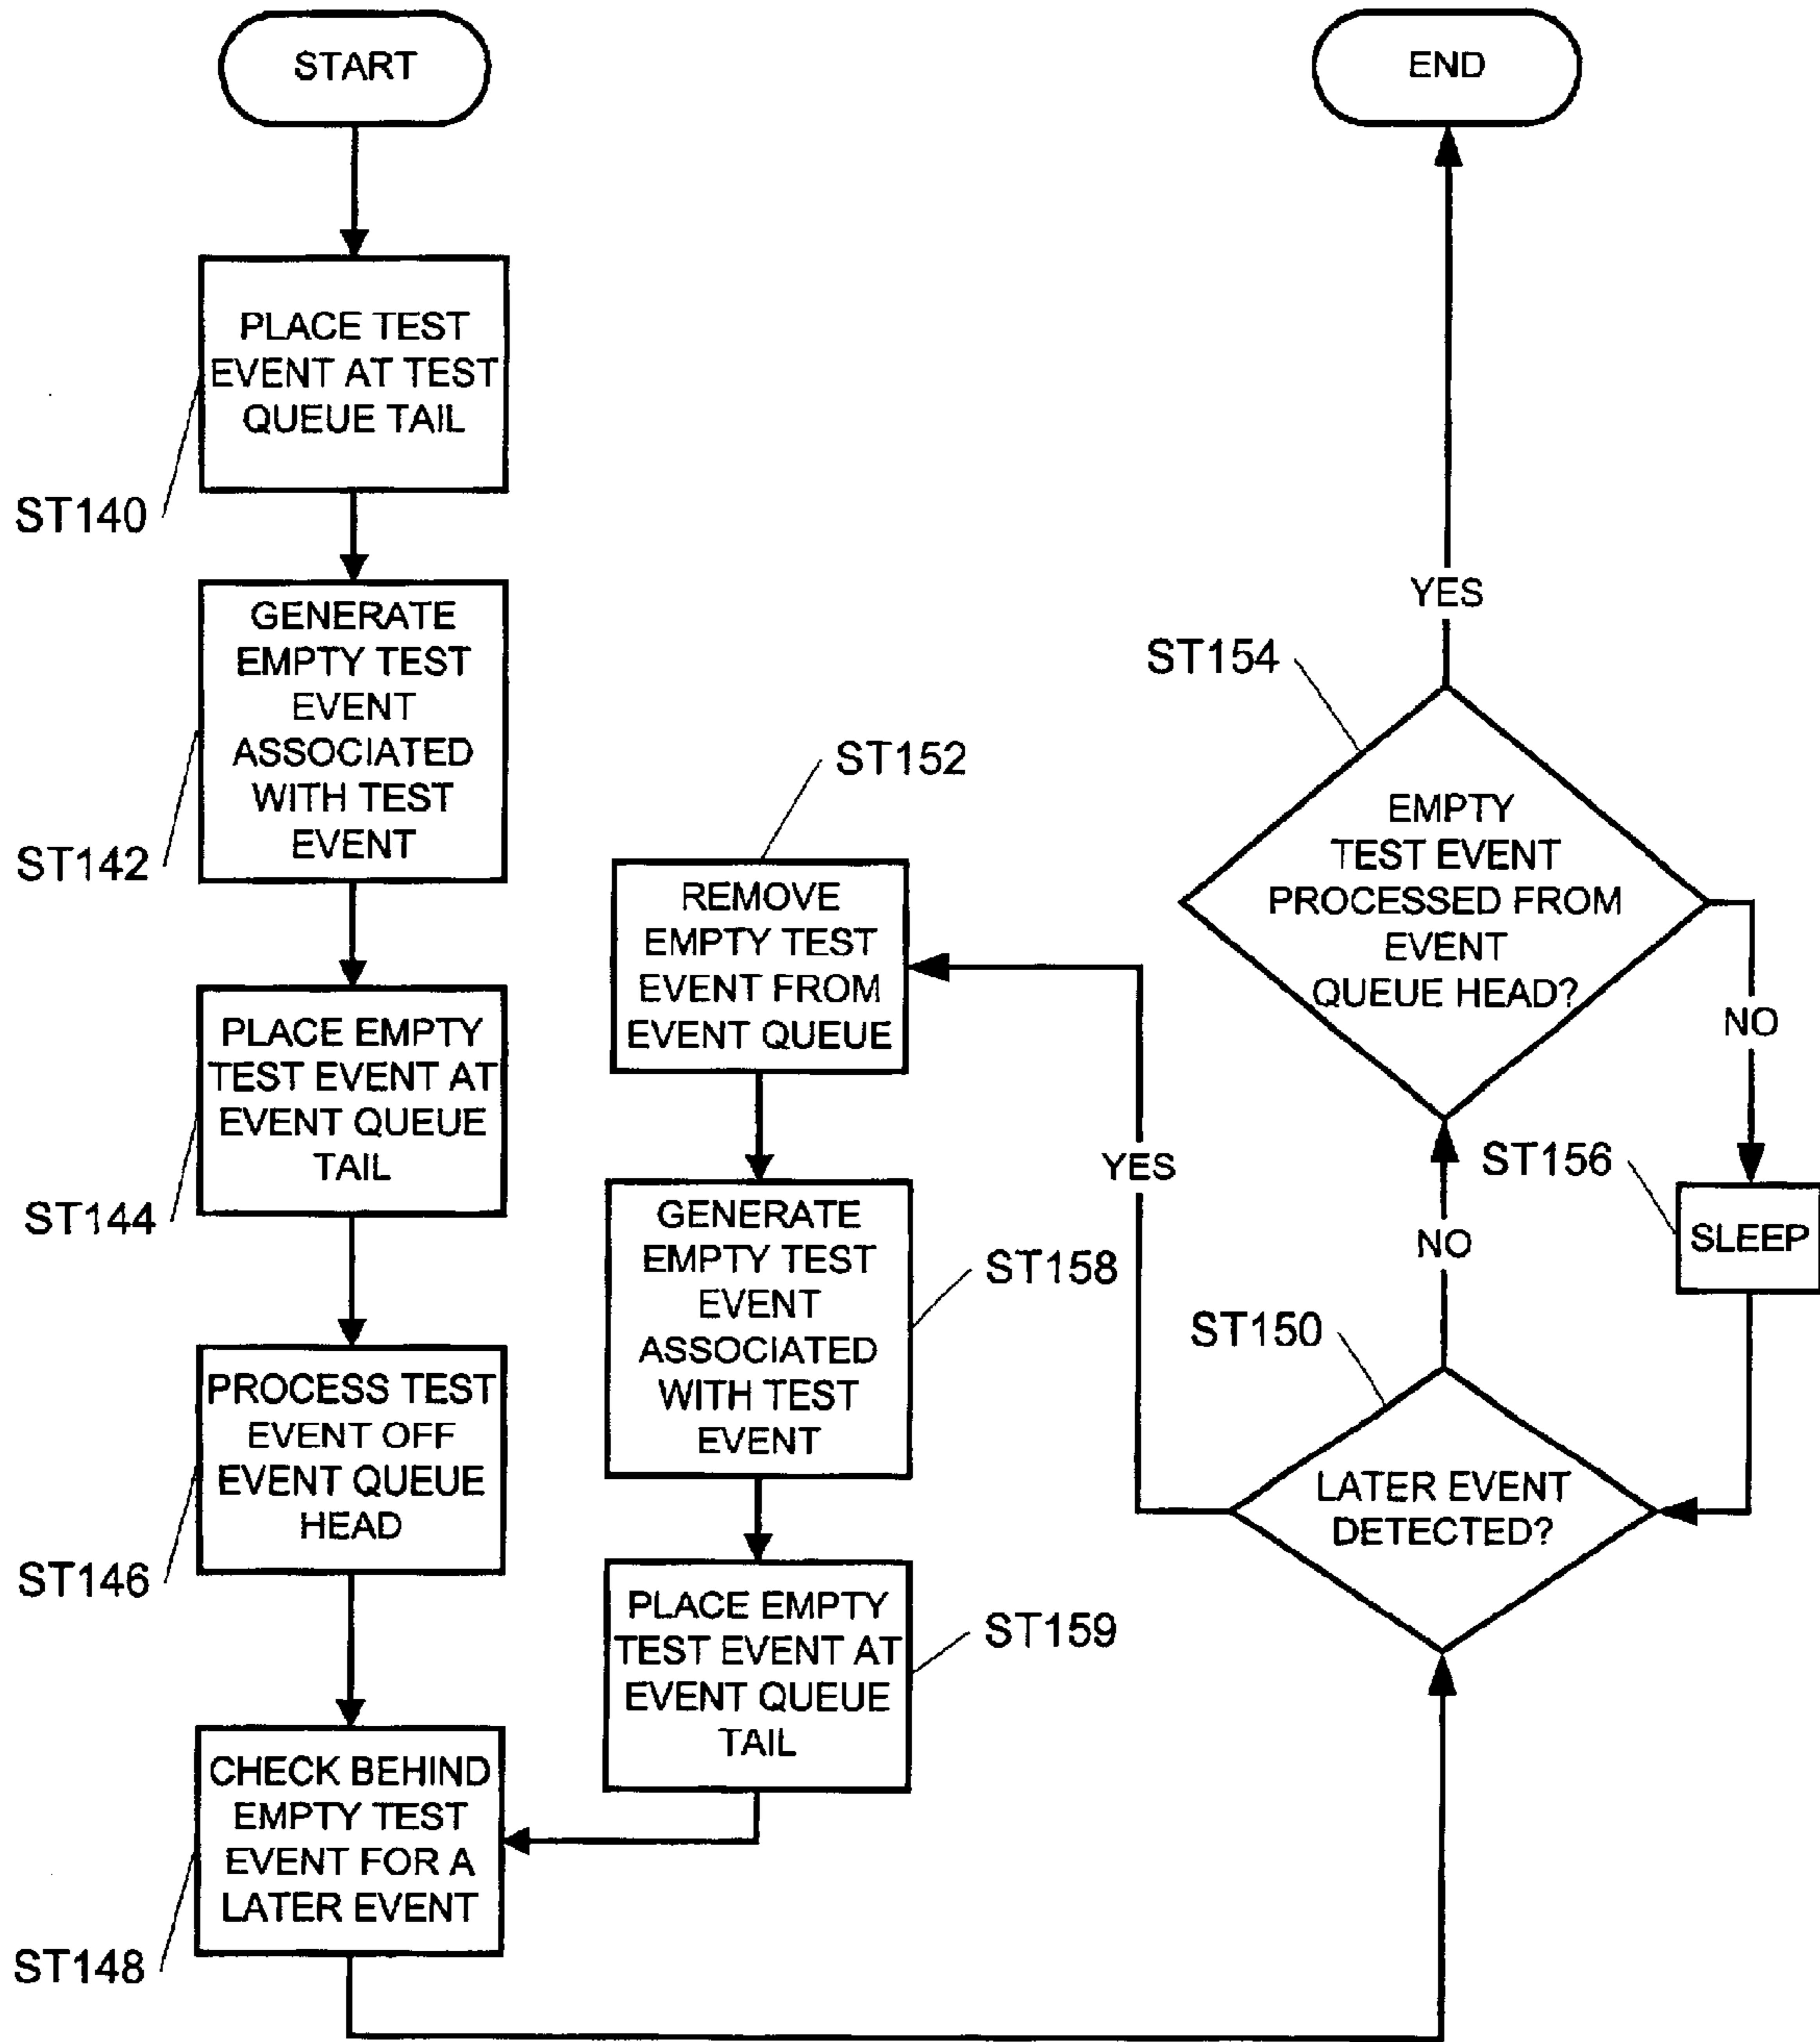 START
PLACE TEST
EVENT AT TEST
QUEUE TAIL
ST140
GENERATE
EMPTY TEST
EVENT
ASSOCIATED
WITH TEST
EVENT
ST142
PLACE EMPTY
TEST EVENT AT
EVENT QUEUE
TAIL
ST144
PROCESS TEST
EVENT OFF
EVENT QUEUE
HEAD
ST146
CHECK BEHIND
EMPTY TEST
EVENT FOR A
LATER EVENT
ST148
ST152
REMOVE
EMPTY TEST
EVENT FROM
EVENT QUEUE
GENERATE
EMPTY TEST
EVENT
ASSOCIATED
WITH TEST
EVENT
ST158
PLACE EMPTY
TEST EVENT AT
EVENT QUEUE
TAIL
ST159
END
YES
ST154
EMPTY
TEST EVENT
PROCESSED FROM
EVENT
QUEUE HEAD?
NO
ST156
SLEEP
YES
NO
ST150
LATER EVENT
DETECTED?